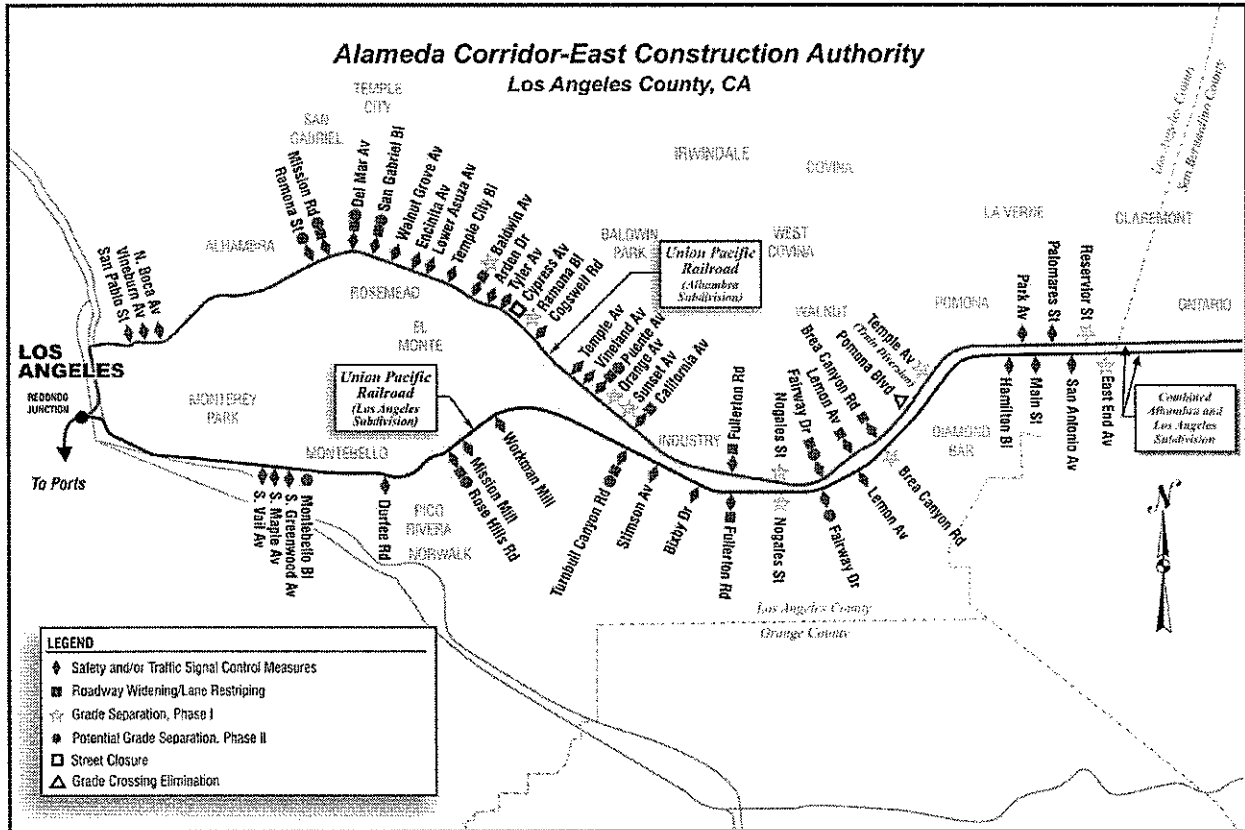 Alameda Corridor-East Construction Authority
Los Angeles County, CA
TEMPLE
CITY
SAN
GABRIEL
IRWINDALE
COVINA
Los Angeles County
San Bernardino County
LA VERNE
CLAREMONT
ALHAMBRA
ROSEMEAD
BALDWIN
PARK
WEST
COVINA
POMONA
ONTARIO
EL
MONTE
WALNUT
MONTEREY
PARK
MONTEBELLO
INDUSTRY
DIAMOND
BAR
PICO
RIVERA
NORWALK
San Pablo St
Vineburn Av
N. Boca Av
Ramona St
Mission Rd
Del Mar Av
San Gabriel Bl
Walnut Grove Av
Encinita Av
Lower Asuza Av
Temple City Bl
Baldwin Av
Arden Dr
Tyler Av
Cypress Av
Ramona Bl
Cogswell Rd
Union Pacific
Railroad
(Alhambra
Subdivision)
Temple Av
Vineland Av
Puente Av
Orange Av
Sunset Av
California Av
Fullerton Rd
Nogales St
Fairway Dr
Lemon Av
Brea Canyon Rd
Pomona Blvd
Temple Av
(Train Diversion)
Park Av
Palomares St
Reservior St
LOS
ANGELES
REDONDO
JUNCTION
To Ports
Union Pacific
Railroad
(Los Angeles
Subdivision)
S. Vail Av
S. Maple Av
S. Greenwood Av
Montebello Bl
Durfee Rd
Rose Hills Rd
Mission Mill
Workman Mill
Turnbull Canyon Rd
Stimson Av
Bixby Dr
Fullerton Rd
Nogales St
Fairway Dr
Lemon Av
Brea Canyon Rd
Hamilton Bl
Main St
San Antonio Av
East End Av
Combined
Alhambra and
Los Angeles
Subdivision
N
Los Angeles County
Orange County
LEGEND
Safety and/or Traffic Signal Control Measures
Roadway Widening/Lane Restriping
Grade Separation, Phase I
Potential Grade Separation, Phase II
Street Closure
Grade Crossing Elimination